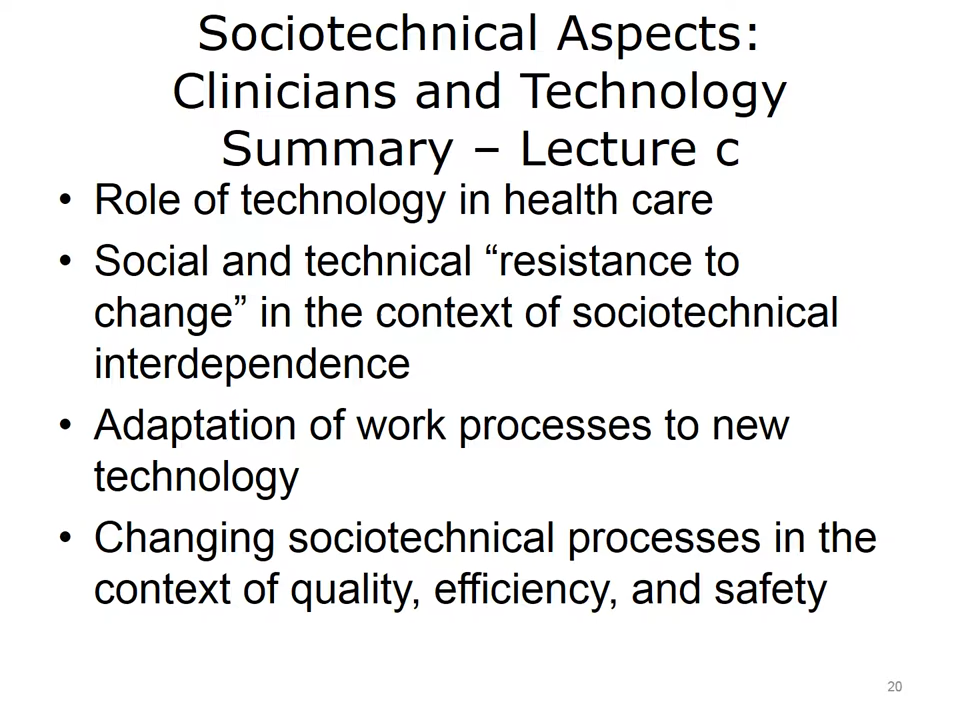 Sociotechnical Aspects:
Clinicians and Technology
Summary – Lecture c
• Role of technology in health care
• Social and technical “resistance to
change” in the context of sociotechnical
interdependence
• Adaptation of work processes to new
technology
• Changing sociotechnical processes in the
context of quality, efficiency, and safety
20